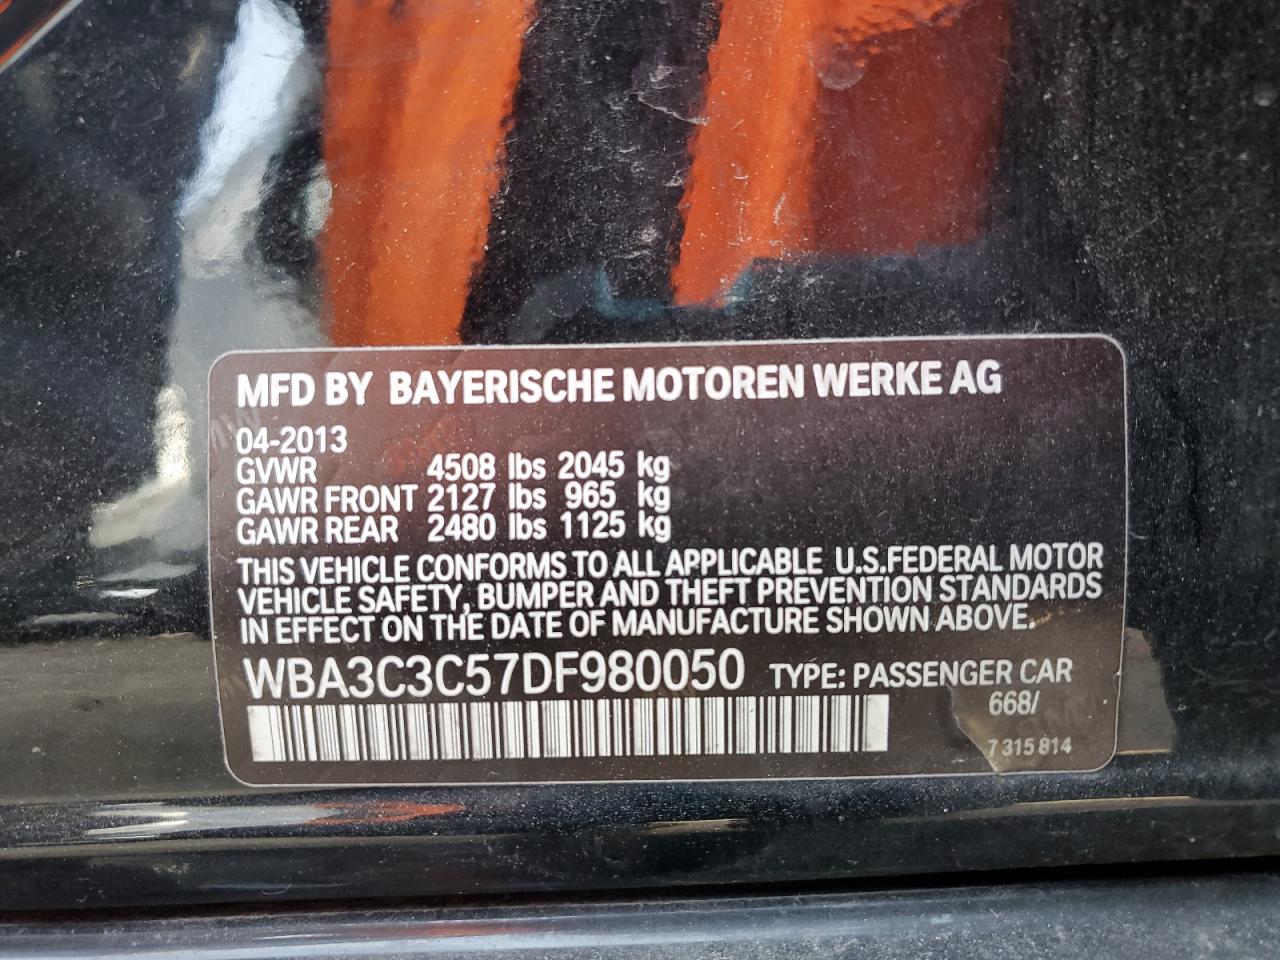 MFD BY BAYERISCHE MOTOREN WERKE AG
04-2013
GVWR 4508 lbs 2045 kg
GAWR FRONT 2127 lbs 965 kg
GAWR REAR 2480 lbs 1125 kg
THIS VEHICLE CONFORMS TO ALL APPLICABLE U.S.FEDERAL MOTOR
VEHICLE SAFETY, BUMPER AND THEFT PREVENTION STANDARDS
IN EFFECT ON THE DATE OF MANUFACTURE SHOWN ABOVE.
WBA3C3C57DF980050 TYPE: PASSENGER CAR
668/
7 315 814